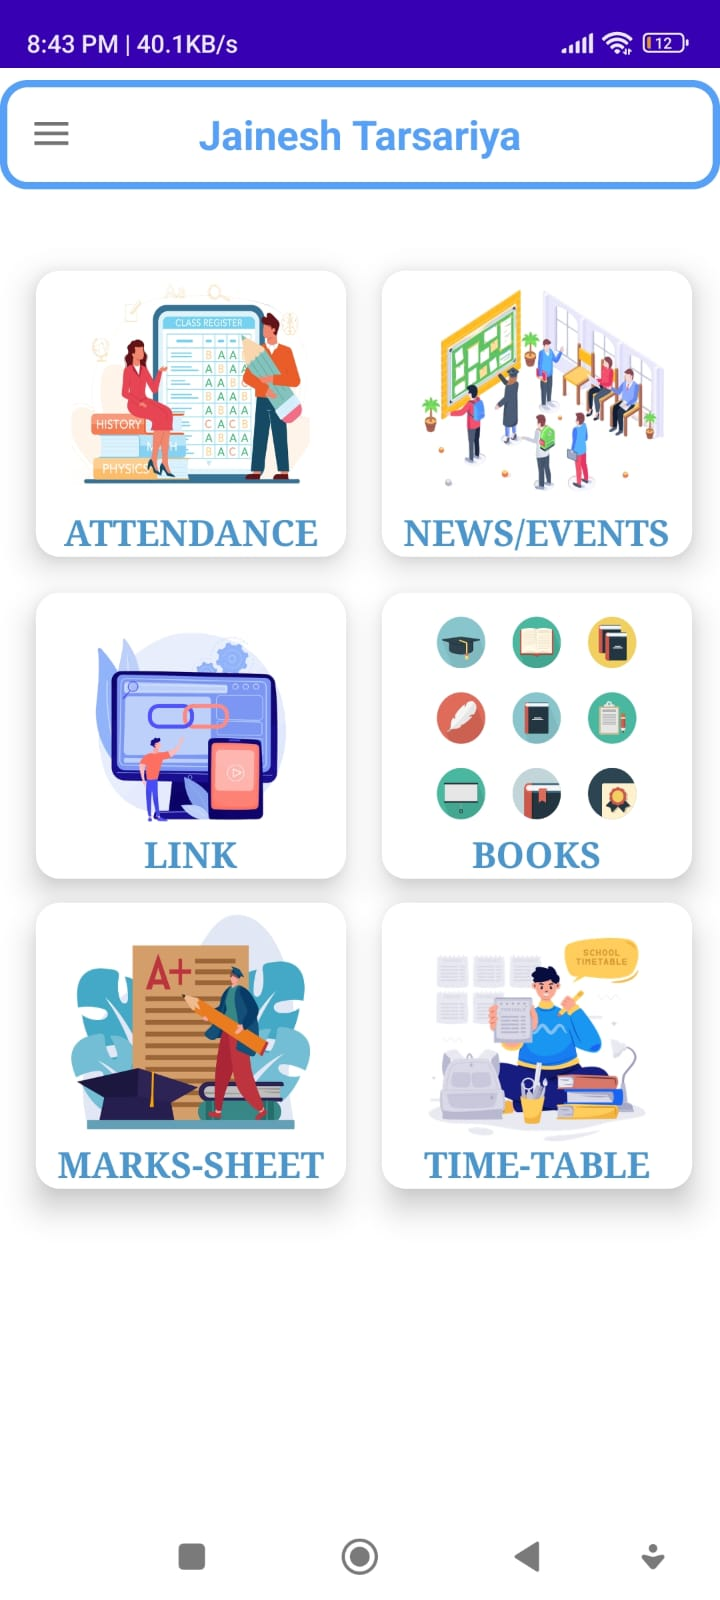 8:43 PM | 40.1KB/s 12
Jainesh Tarsariya
CLASS REGISTER
B A A
A B A A
A A B
B A A A
A B A A
C A C B
A B A A
B A C A
HISTORY
PHYSICS
ATTENDANCE
NEWS/EVENTS
LINK
BOOKS
A+
SCHOOL
TIMETABLE
MARKS-SHEET
TIME-TABLE